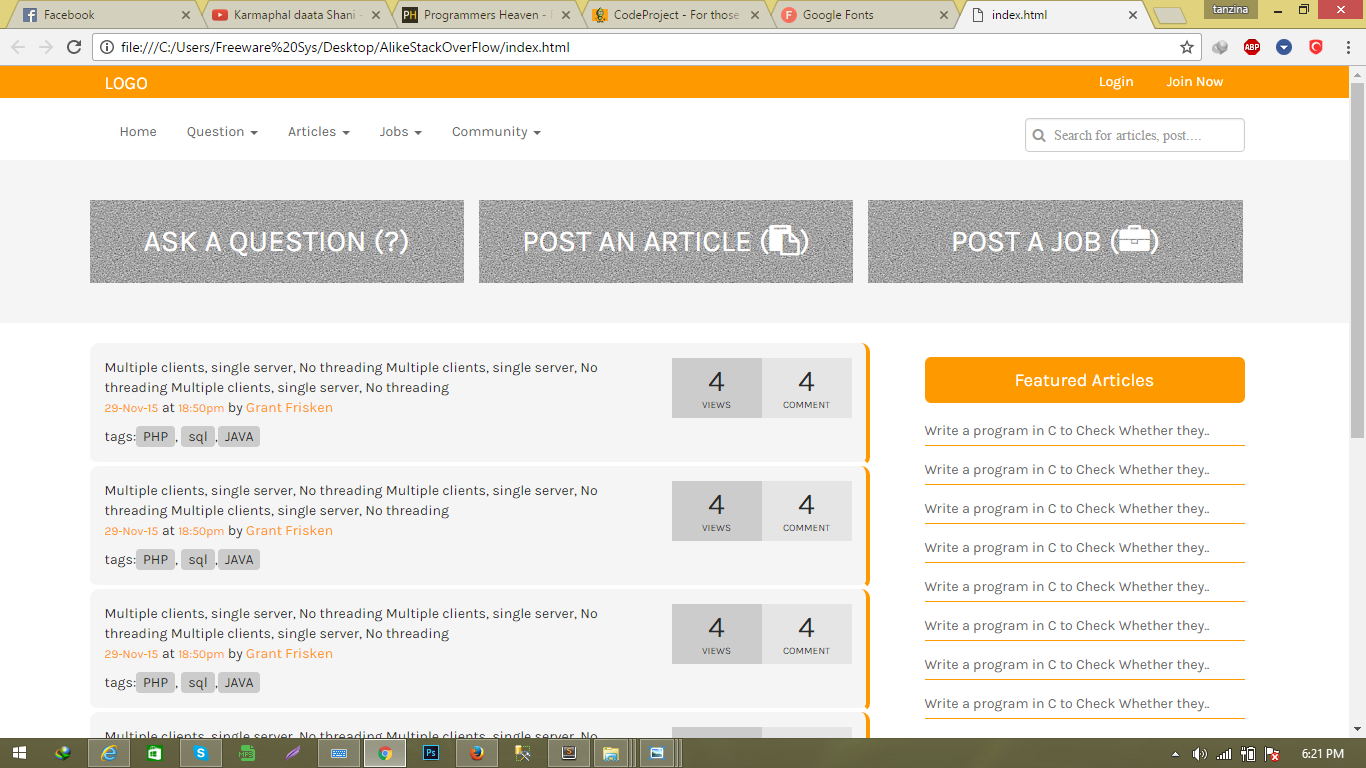 Facebook
Karmaphal daata Shani -
Programmers Heaven -
CodeProject - For those
Google Fonts
index.html
tanzina
file:///C:/Users/Freeware%20Sys/Desktop/AlikeStackOverFlow/index.html
ABP
LOGO
Login
Join Now
Home
Question
Articles
Jobs
Community
Search for articles, post....
ASK A QUESTION (?)
POST AN ARTICLE ( )
POST A JOB ( )
Multiple clients, single server, No threading Multiple clients, single server, No
threading Multiple clients, single server, No threading
29-Nov-15 at 18:50pm by Grant Frisken
tags: PHP , sql , JAVA
4
VIEWS
4
COMMENT
Multiple clients, single server, No threading Multiple clients, single server, No
threading Multiple clients, single server, No threading
29-Nov-15 at 18:50pm by Grant Frisken
tags: PHP , sql , JAVA
4
VIEWS
4
COMMENT
Multiple clients, single server, No threading Multiple clients, single server, No
threading Multiple clients, single server, No threading
29-Nov-15 at 18:50pm by Grant Frisken
tags: PHP , sql , JAVA
4
VIEWS
4
COMMENT
Multiple clients, single server, No threading Multiple clients, single server, No
Featured Articles
Write a program in C to Check Whether they..
Write a program in C to Check Whether they..
Write a program in C to Check Whether they..
Write a program in C to Check Whether they..
Write a program in C to Check Whether they..
Write a program in C to Check Whether they..
Write a program in C to Check Whether they..
Write a program in C to Check Whether they..
MP3
Ps
6:21 PM